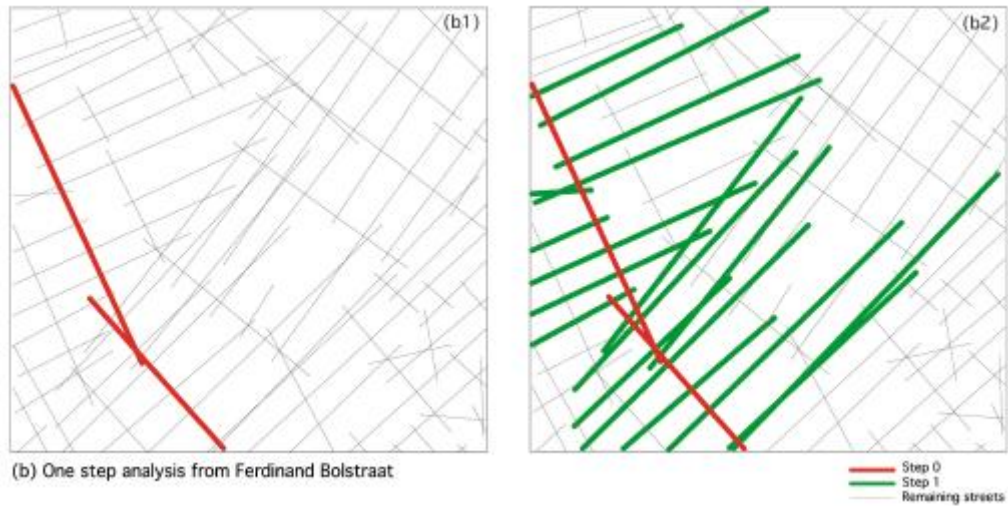 (b1)
(b2)
(b) One step analysis from Ferdinand Bolstraat
Step 0
Step 1
Remaining streets